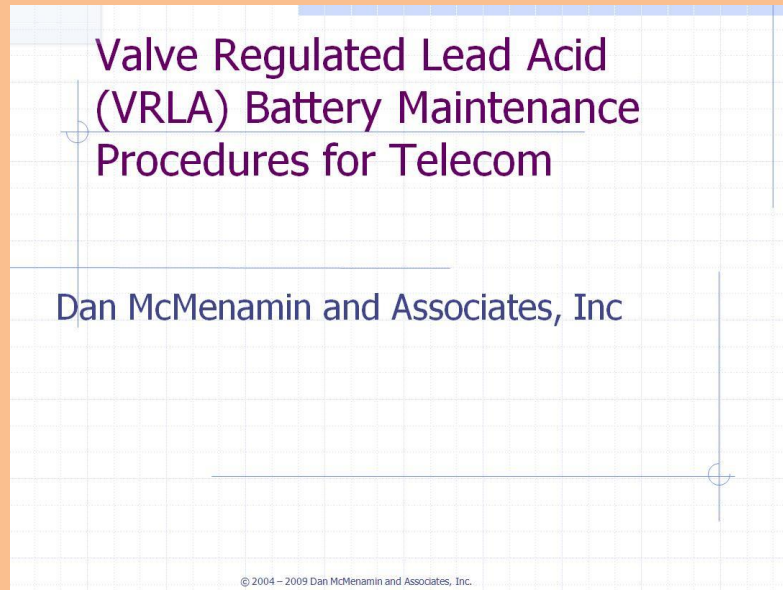 Valve Regulated Lead Acid
(VRLA) Battery Maintenance
Procedures for Telecom
Dan McMenamin and Associates, Inc
© 2004 – 2009 Dan McMenamin and Associates, Inc.